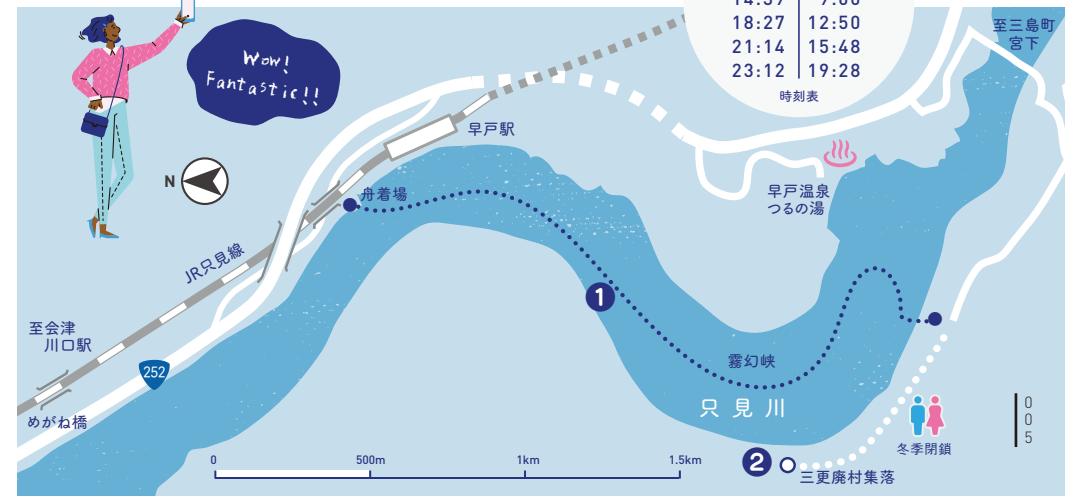 18:27 12:50
21:14 15:48
23:12 19:28
時刻表
至三島町
宮下
Wow!
Fantastic!!
早戸駅
N
舟着場
早戸温泉
つるの湯
JR只見線
1
至会津
川口駅
252
霧幻峡
只見川
めがね橋
0 500m 1km 1.5km
2
三更廃村集落
冬季閉鎖
005